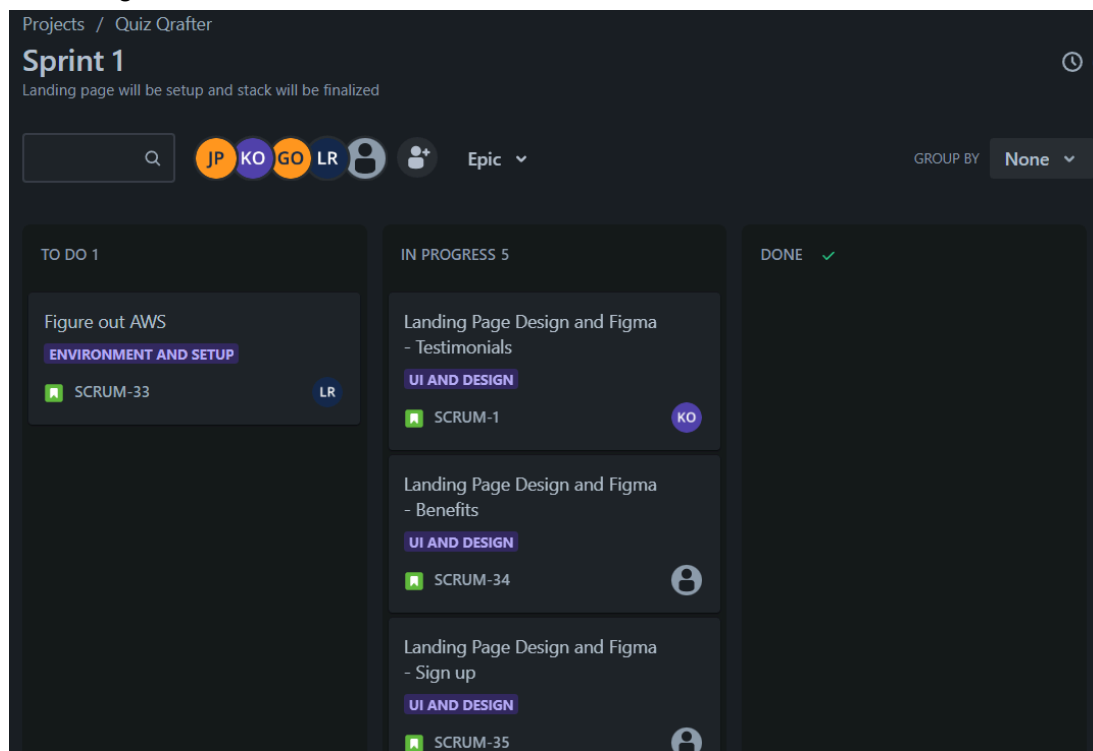 Projects / Quiz Qrafter
Sprint 1
Landing page will be setup and stack will be finalized
JP KO GO LR Epic GROUP BY None
TO DO 1
Figure out AWS
ENVIRONMENT AND SETUP
SCRUM-33 LR
IN PROGRESS 5
Landing Page Design and Figma
- Testimonials
UI AND DESIGN
SCRUM-1 KO
Landing Page Design and Figma
- Benefits
UI AND DESIGN
SCRUM-34
Landing Page Design and Figma
- Sign up
UI AND DESIGN
SCRUM-35
DONE